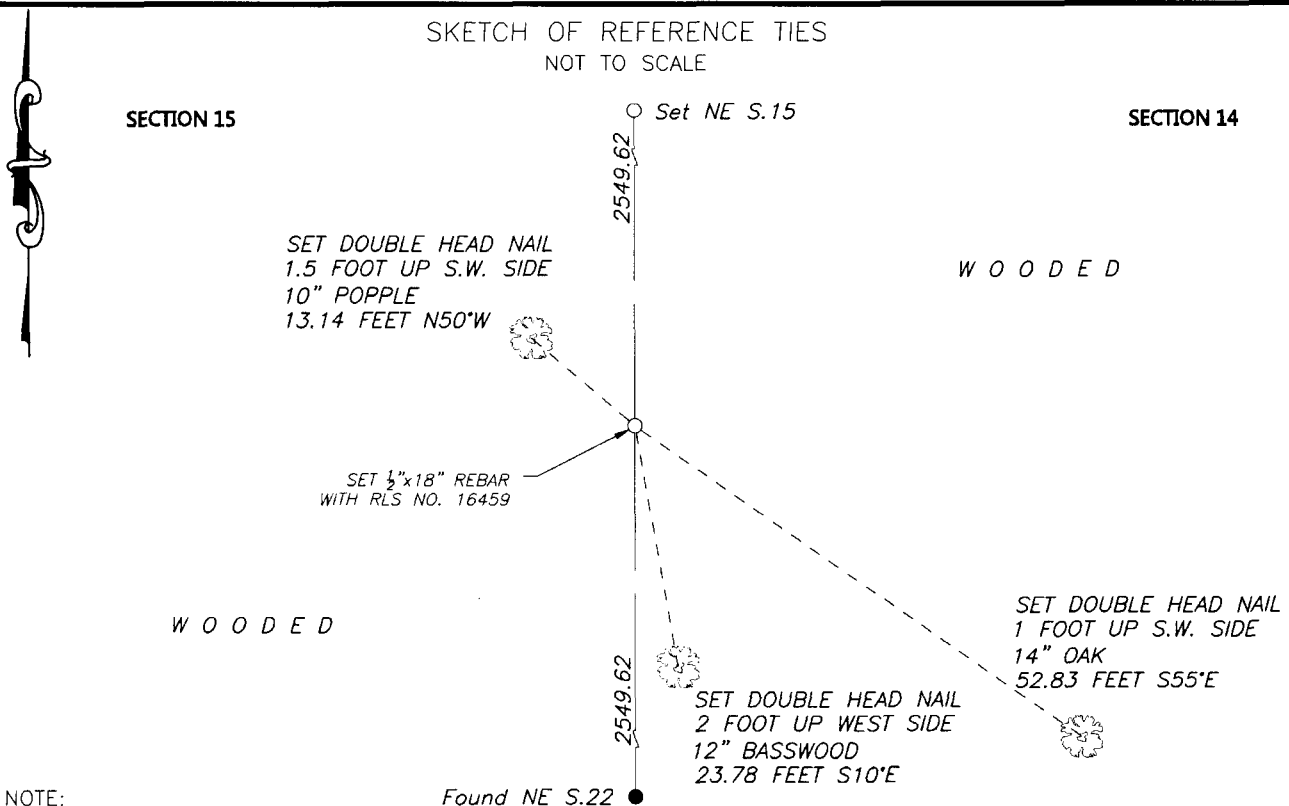 SKETCH OF REFERENCE TIES
NOT TO SCALE
SECTION 15
Set NE S.15
SECTION 14
2549.62
SET DOUBLE HEAD NAIL
1.5 FOOT UP S.W. SIDE
10" POPPLE
13.14 FEET N50°W
W O O D E D
SET ½"x18" REBAR
WITH RLS NO. 16459
W O O D E D
SET DOUBLE HEAD NAIL
1 FOOT UP S.W. SIDE
14" OAK
52.83 FEET S55°E
2549.62
SET DOUBLE HEAD NAIL
2 FOOT UP WEST SIDE
12" BASSWOOD
23.78 FEET S10°E
NOTE:
Found NE S.22